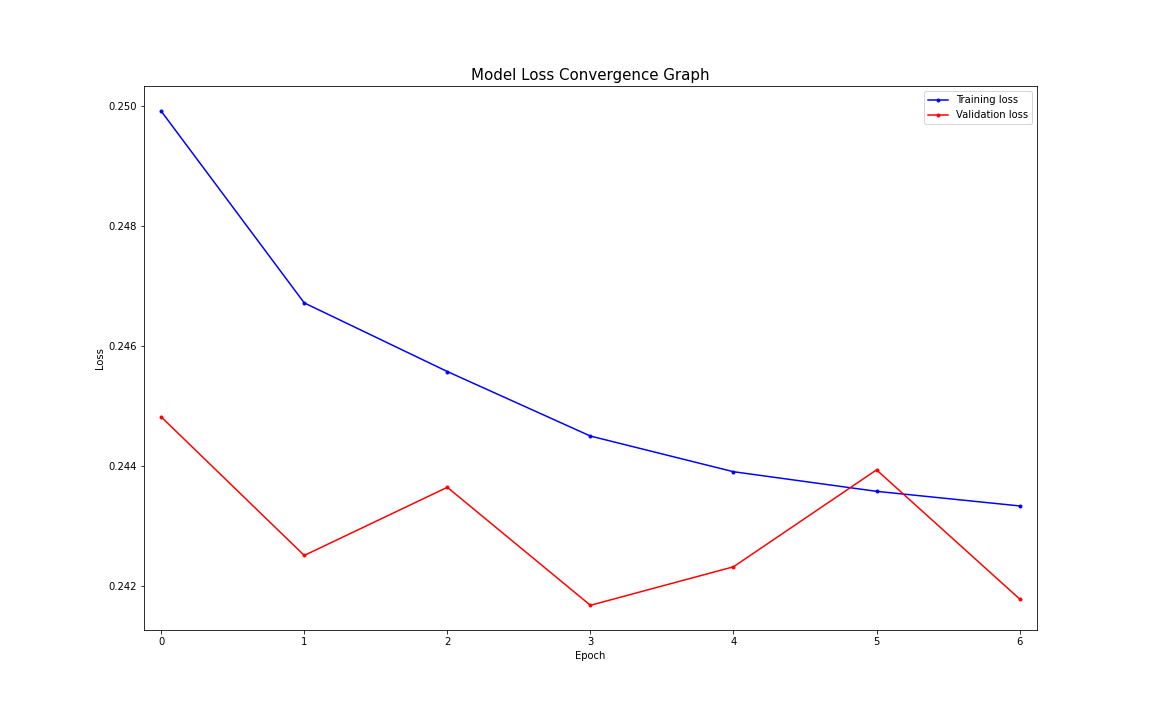 Model Loss Convergence Graph
Training loss
Validation loss
0.250
0.248
0.246
0.244
0.242
Loss
0 1 2 3 4 5 6
Epoch